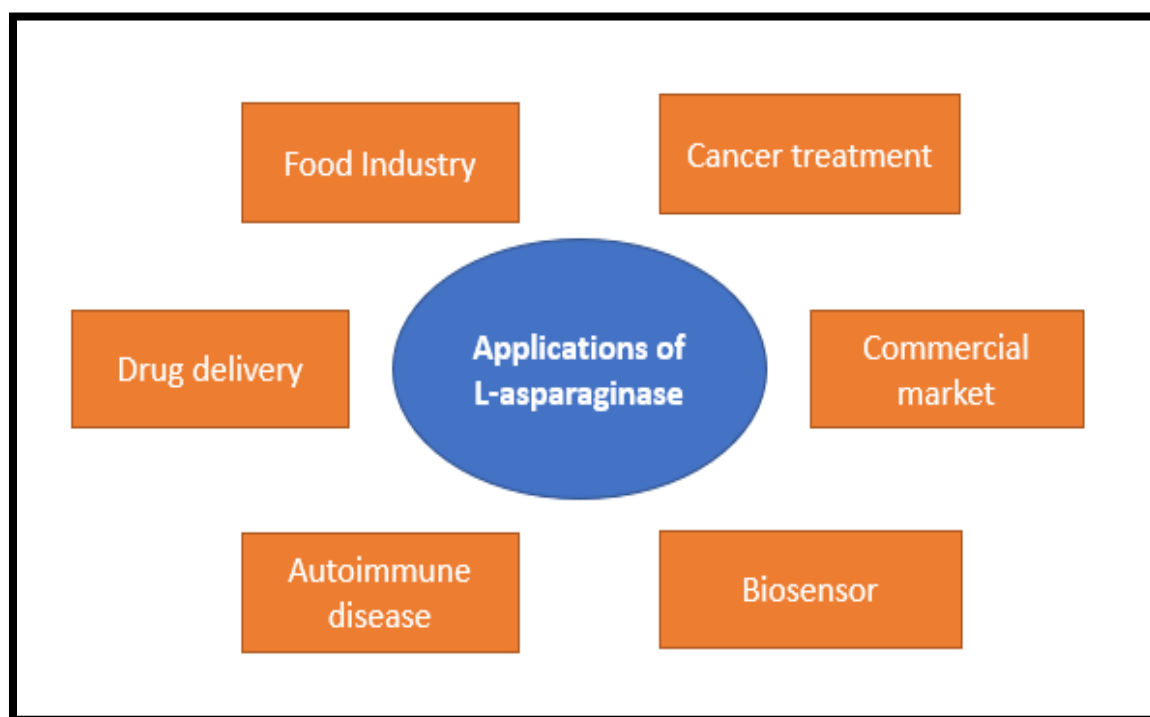 Food Industry
Cancer treatment
Applications of
L-asparaginase
Drug delivery
Commercial
market
Autoimmune
disease
Biosensor